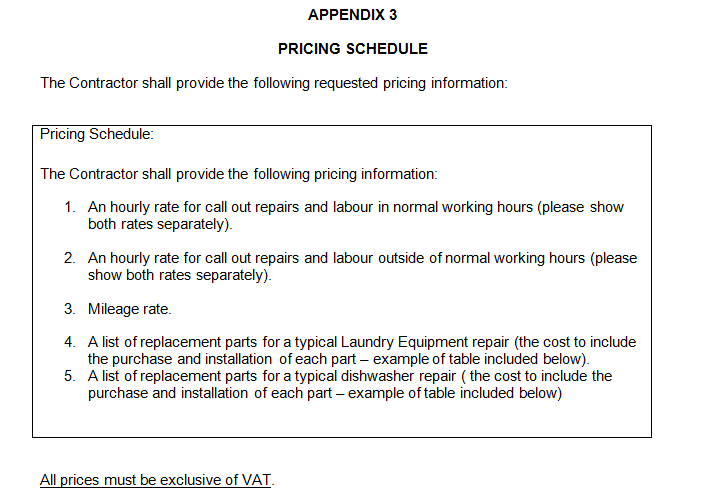 APPENDIX 3
PRICING SCHEDULE
The Contractor shall provide the following requested pricing information:
Pricing Schedule:
The Contractor shall provide the following pricing information:
1. An hourly rate for call out repairs and labour in normal working hours (please show
both rates separately).
2. An hourly rate for call out repairs and labour outside of normal working hours (please
show both rates separately).
3. Mileage rate.
4. A list of replacement parts for a typical Laundry Equipment repair (the cost to include
the purchase and installation of each part – example of table included below).
5. A list of replacement parts for a typical dishwasher repair ( the cost to include the
purchase and installation of each part – example of table included below)
All prices must be exclusive of VAT.